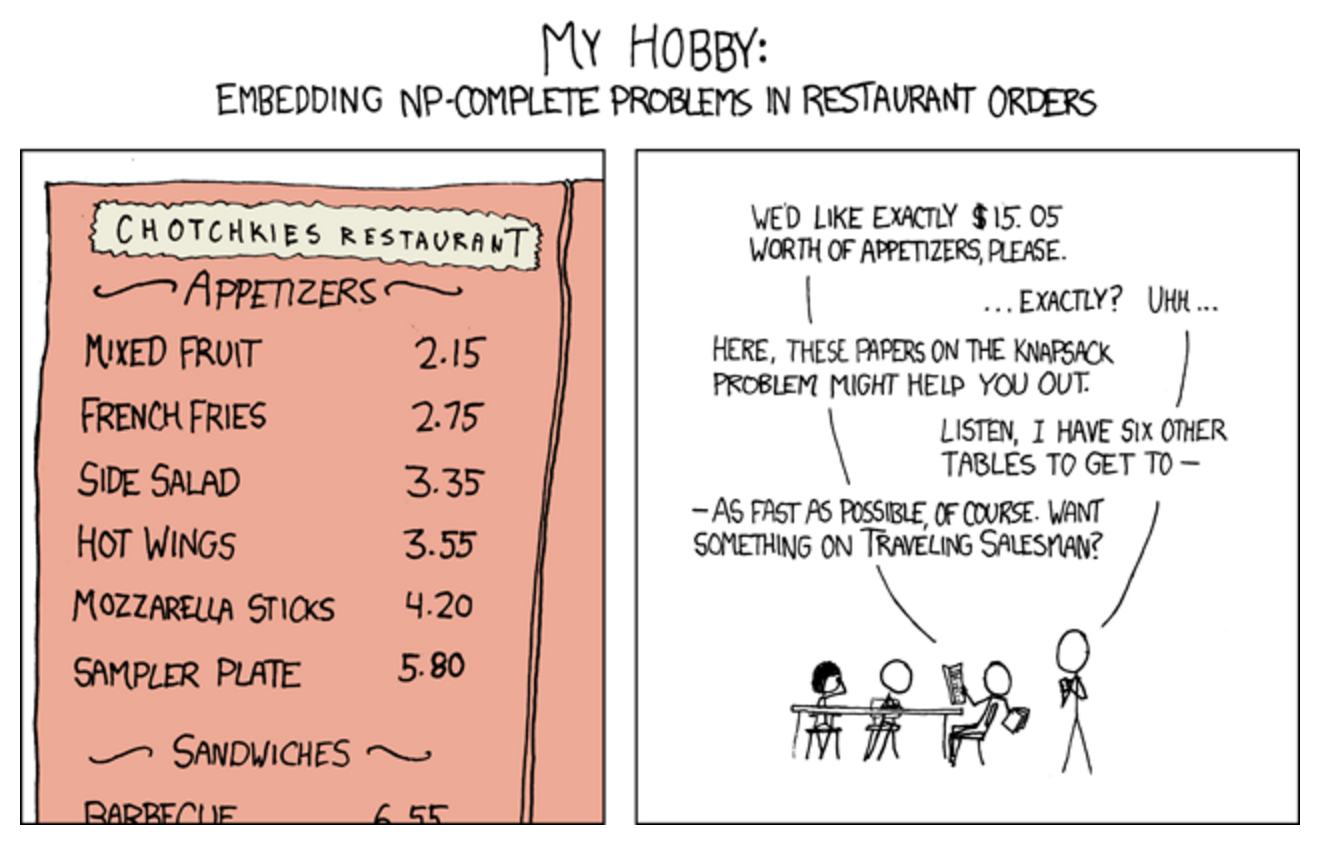 MY HOBBY:
EMBEDDING NP-COMPLETE PROBLEMS IN RESTAURANT ORDERS
CHOTCHKIES RESTAURANT
APPETIZERS
MIXED FRUIT 2.15
FRENCH FRIES 2.75
SIDE SALAD 3.35
HOT WINGS 3.55
MOZZARELLA STICKS 4.20
SAMPLER PLATE 5.80
SANDWICHES
BARBECUE 6.55
WE'D LIKE EXACTLY $15.05
WORTH OF APPETIZERS, PLEASE.
...EXACTLY? UHH...
HERE, THESE PAPERS ON THE KNAPSACK
PROBLEM MIGHT HELP YOU OUT.
LISTEN, I HAVE SIX OTHER
TABLES TO GET TO —
— AS FAST AS POSSIBLE, OF COURSE. WANT
SOMETHING ON TRAVELING SALESMAN?